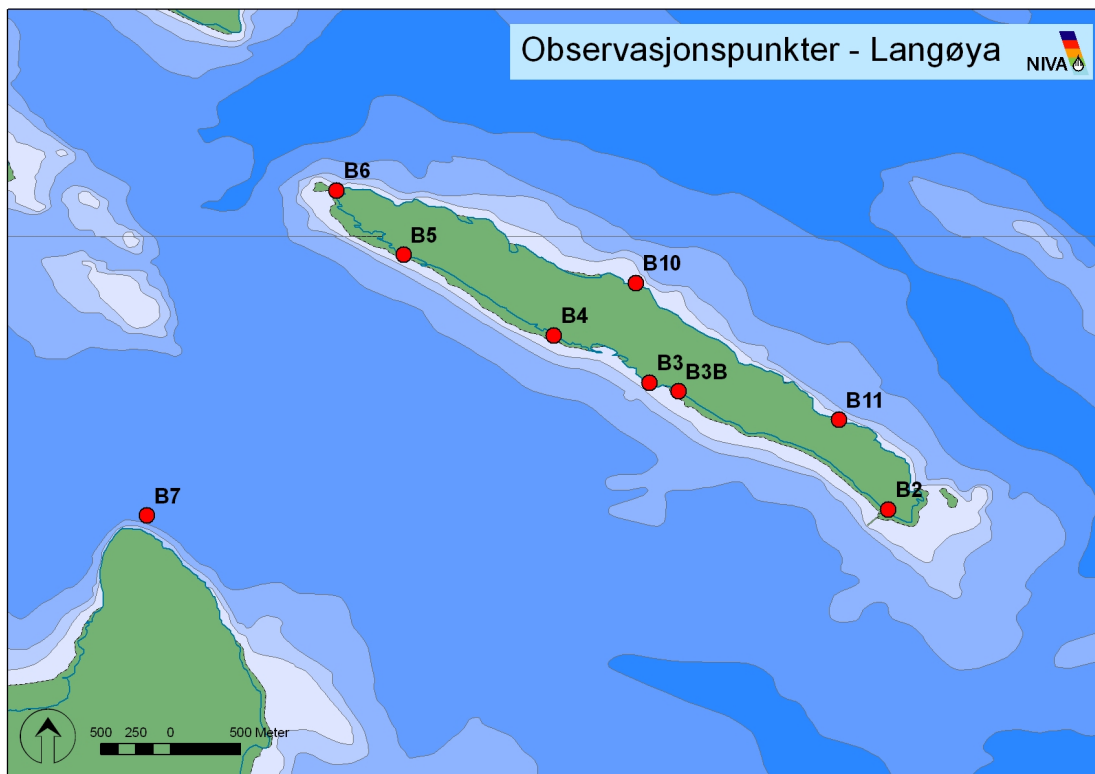 Observasjonspunkter - Langøya
NIVA
B6
B5
B10
B4
B3
B3B
B11
B2
B7
500 250 0 500 Meter